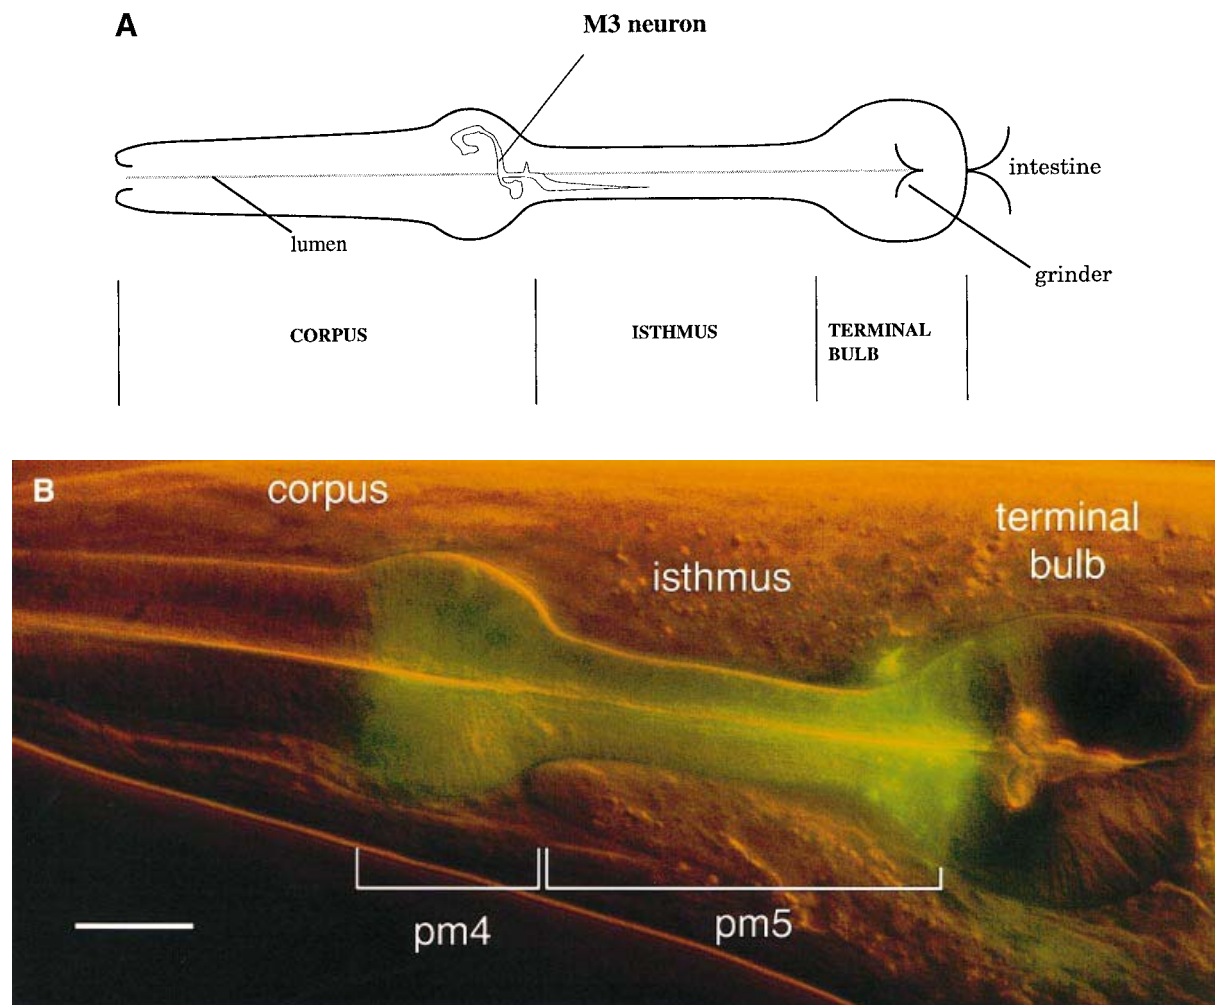 A
M3 neuron
intestine
lumen
grinder
CORPUS
ISTHMUS
TERMINAL
BULB
B
corpus
terminal
bulb
isthmus
pm4
pm5